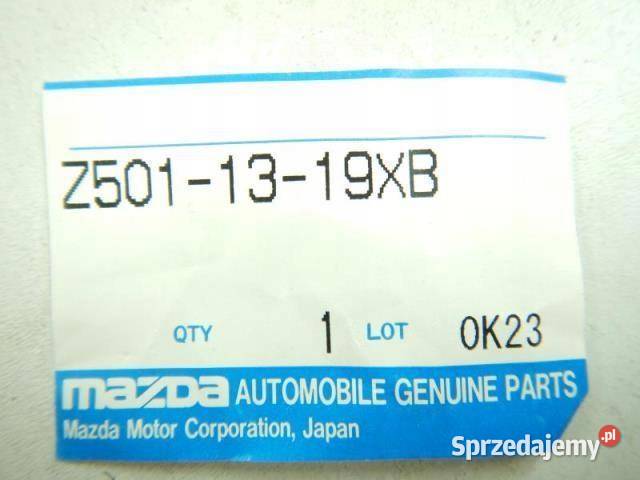 Z501-13-19XB
QTY 1 LOT 0K23
mazda AUTOMOBILE GENUINE PARTS
Mazda Motor Corporation, Japan
Sprzedajemy.pl